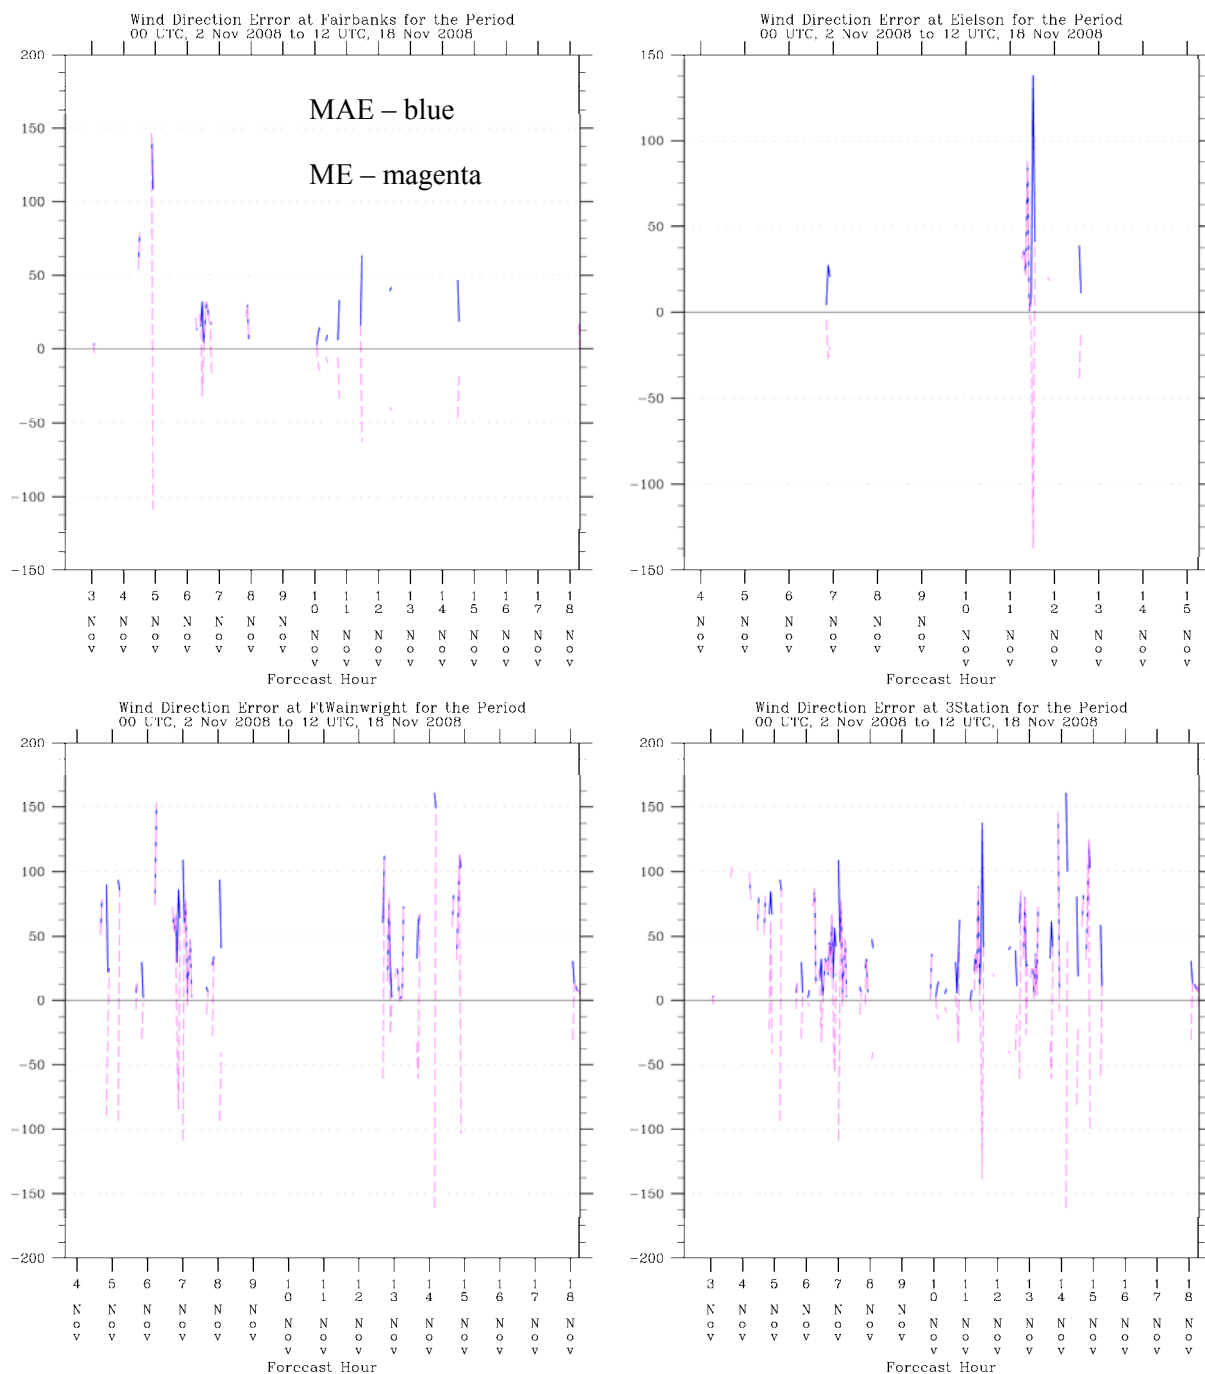 Wind Direction Error at Fairbanks for the Period
00 UTC, 2 Nov 2008 to 12 UTC, 18 Nov 2008
200
150
100
50
0
-50
-100
-150
MAE – blue
ME – magenta
3 Nov
4 Nov
5 Nov
6 Nov
7 Nov
8 Nov
9 Nov
10 Nov
11 Nov
12 Nov
13 Nov
14 Nov
15 Nov
16 Nov
17 Nov
18 Nov
Forecast Hour
Wind Direction Error at Eielson for the Period
00 UTC, 2 Nov 2008 to 12 UTC, 18 Nov 2008
150
100
50
0
-50
-100
-150
4 Nov
5 Nov
6 Nov
7 Nov
8 Nov
9 Nov
10 Nov
11 Nov
12 Nov
13 Nov
14 Nov
15 Nov
Forecast Hour
Wind Direction Error at FtWainwright for the Period
00 UTC, 2 Nov 2008 to 12 UTC, 18 Nov 2008
200
150
100
50
0
-50
-100
-150
-200
4 Nov
5 Nov
6 Nov
7 Nov
8 Nov
9 Nov
10 Nov
11 Nov
12 Nov
13 Nov
14 Nov
15 Nov
16 Nov
17 Nov
18 Nov
Forecast Hour
Wind Direction Error at 3Station for the Period
00 UTC, 2 Nov 2008 to 12 UTC, 18 Nov 2008
200
150
100
50
0
-50
-100
-150
-200
3 Nov
4 Nov
5 Nov
6 Nov
7 Nov
8 Nov
9 Nov
10 Nov
11 Nov
12 Nov
13 Nov
14 Nov
15 Nov
16 Nov
17 Nov
18 Nov
Forecast Hour